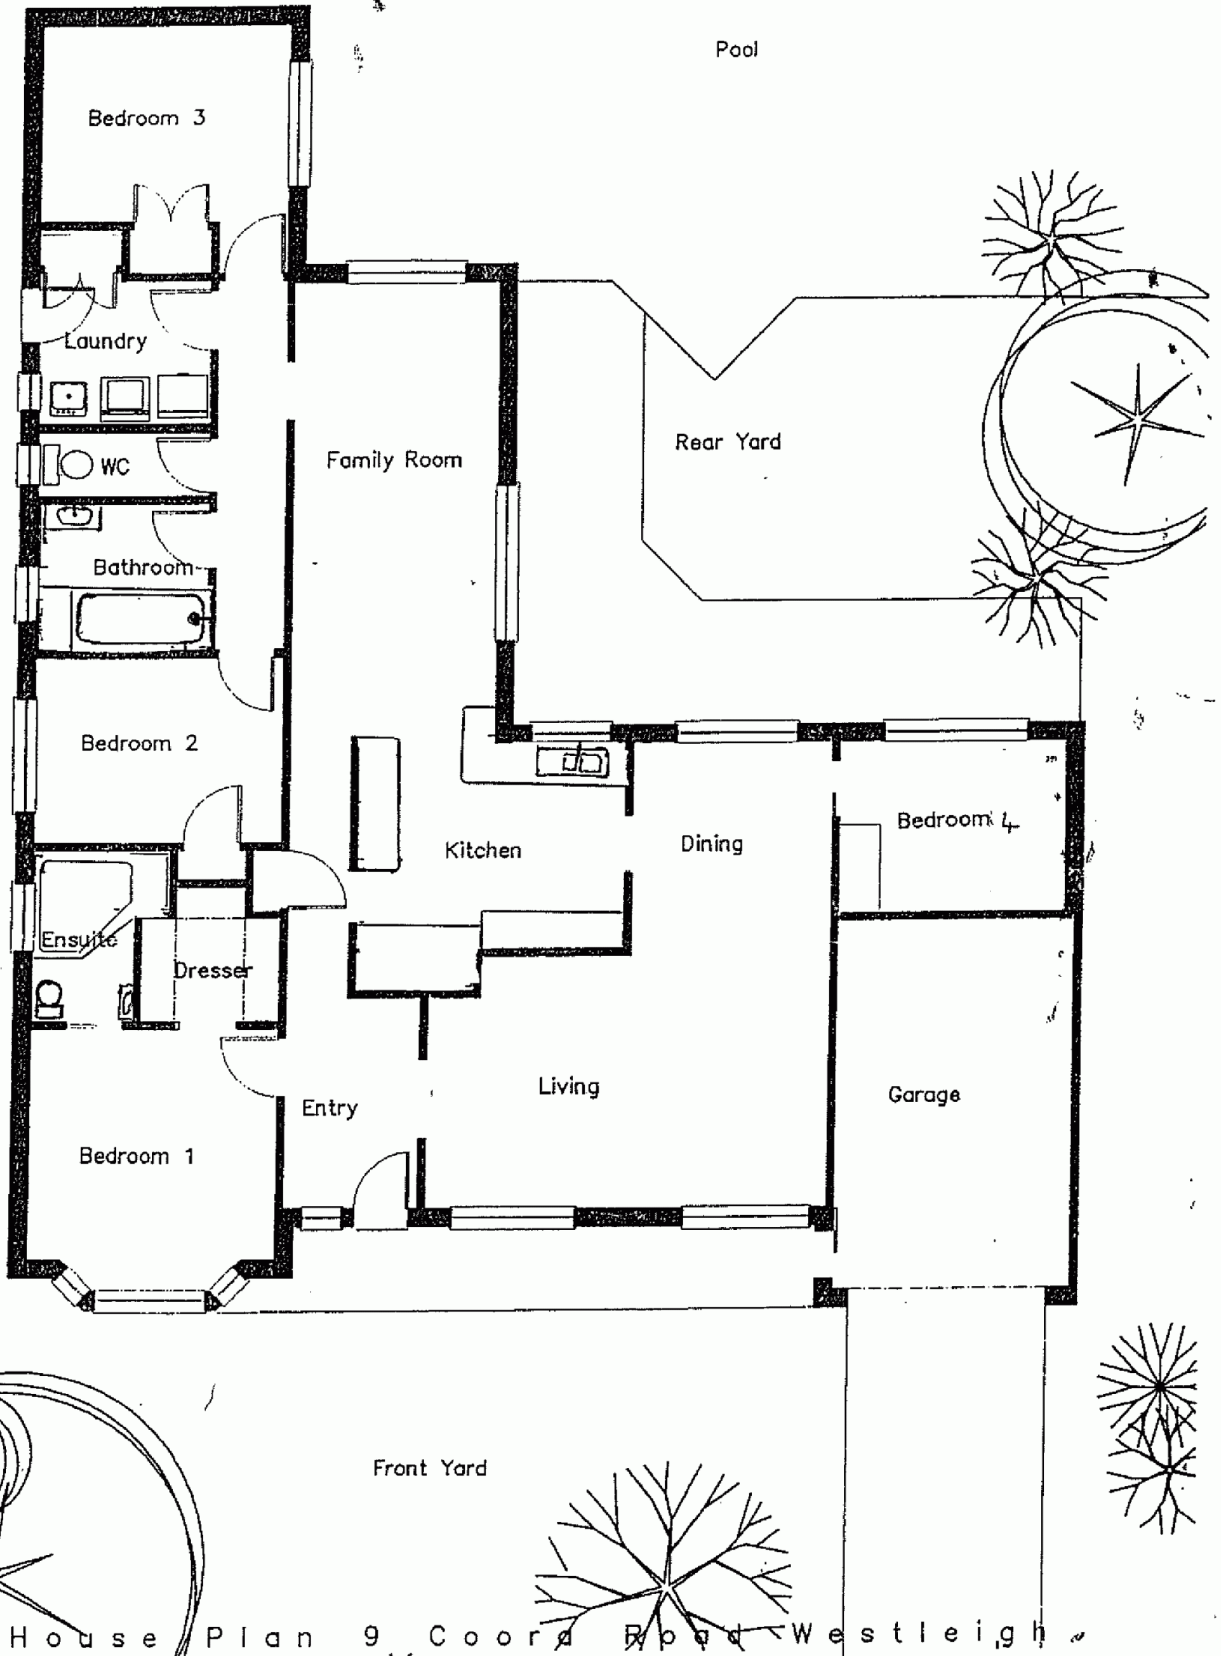 Pool
Bedroom 3
Laundry
Rear Yard
Family Room
WC
Bathroom
Bedroom 2
Bedroom 4
Dining
Kitchen
Ensuite
Dresser
Living
Garage
Entry
Bedroom 1
Front Yard
House Plan 9 Coora Road Westleigh